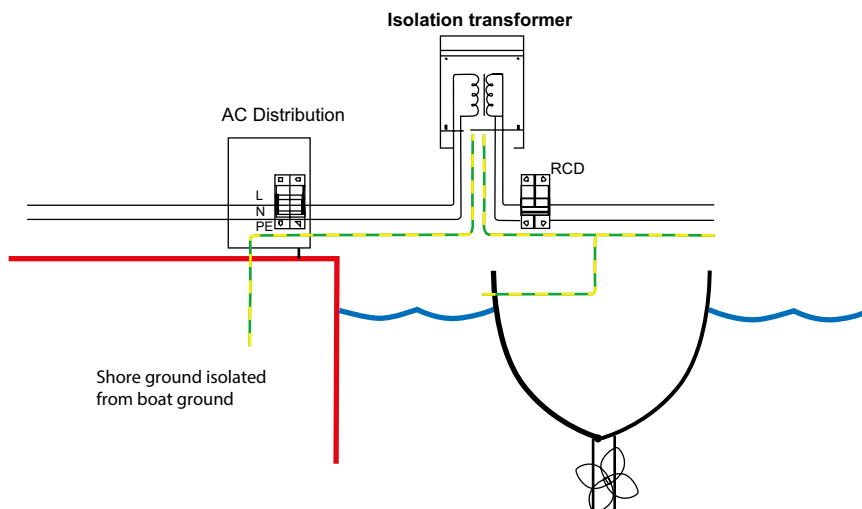 Isolation transformer
AC Distribution
RCD
L
N
PE
Shore ground isolated
from boat ground